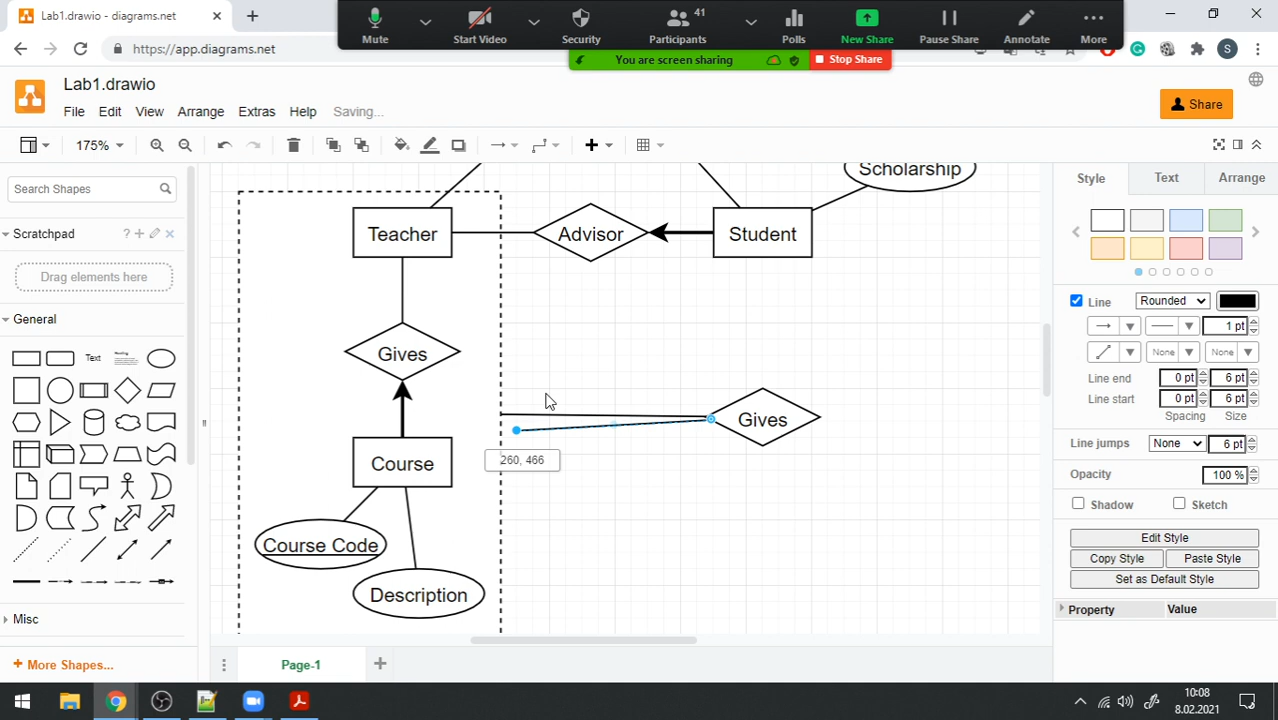 Lab1.drawio - diagrams.net
https://app.diagrams.net
Mute
Start Video
Security
41
Participants
Polls
New Share
Pause Share
Annotate
More
You are screen sharing
Stop Share
S
Lab1.drawio
File Edit View Arrange Extras Help Saving...
Share
175%
Search Shapes
Scratchpad
?
Drag elements here
General
Text
Misc
+ More Shapes...
Scholarship
Teacher
Advisor
Student
Gives
Gives
Course
260, 466
Course Code
Description
Page-1
Style Text Arrange
Line Rounded
1 pt
None None
Line end 0 pt 6 pt
Line start 0 pt 6 pt
Spacing Size
Line jumps None 6 pt
Opacity 100 %
Shadow Sketch
Edit Style
Copy Style Paste Style
Set as Default Style
Property Value
10:08
8.02.2021